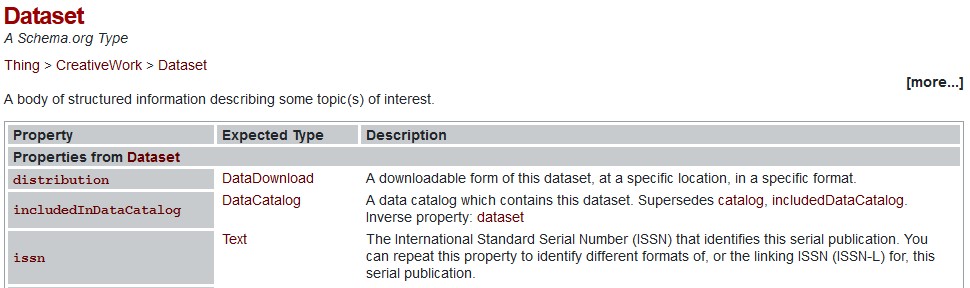 Dataset
A Schema.org Type
Thing > CreativeWork > Dataset
[more...]
A body of structured information describing some topic(s) of interest.
Property Expected Type Description
Properties from Dataset
distribution DataDownload A downloadable form of this dataset, at a specific location, in a specific format.
includedInDataCatalog DataCatalog A data catalog which contains this dataset. Supersedes catalog, includedDataCatalog.
Inverse property: dataset
issn Text The International Standard Serial Number (ISSN) that identifies this serial publication. You
can repeat this property to identify different formats of, or the linking ISSN (ISSN-L) for, this
serial publication.